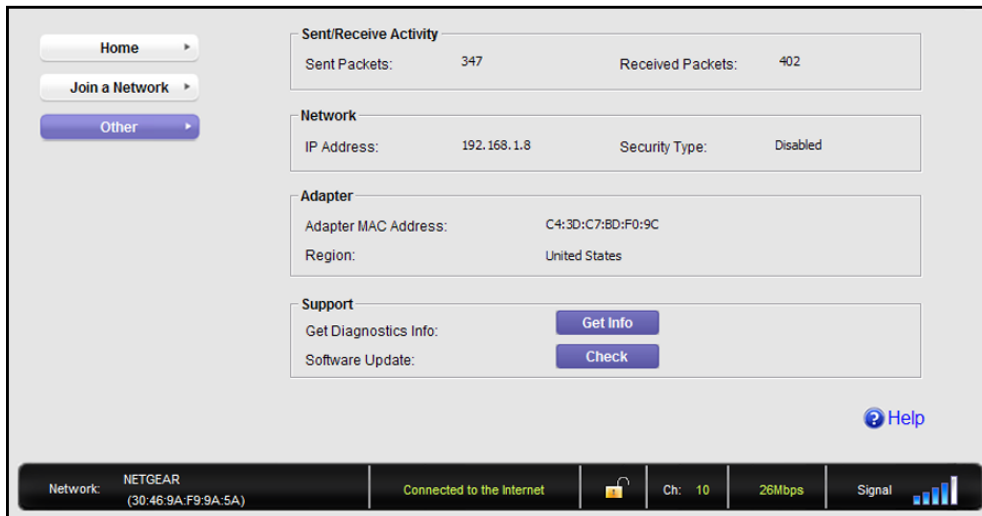 Home
Join a Network
Other
Sent/Receive Activity
Sent Packets: 347 Received Packets: 402
Network
IP Address: 192.168.1.8 Security Type: Disabled
Adapter
Adapter MAC Address: C4:3D:C7:BD:F0:9C
Region: United States
Support
Get Diagnostics Info: Get Info
Software Update: Check
? Help
Network: NETGEAR
(30:46:9A:F9:9A:5A)
Connected to the Internet
Ch: 10
26Mbps
Signal